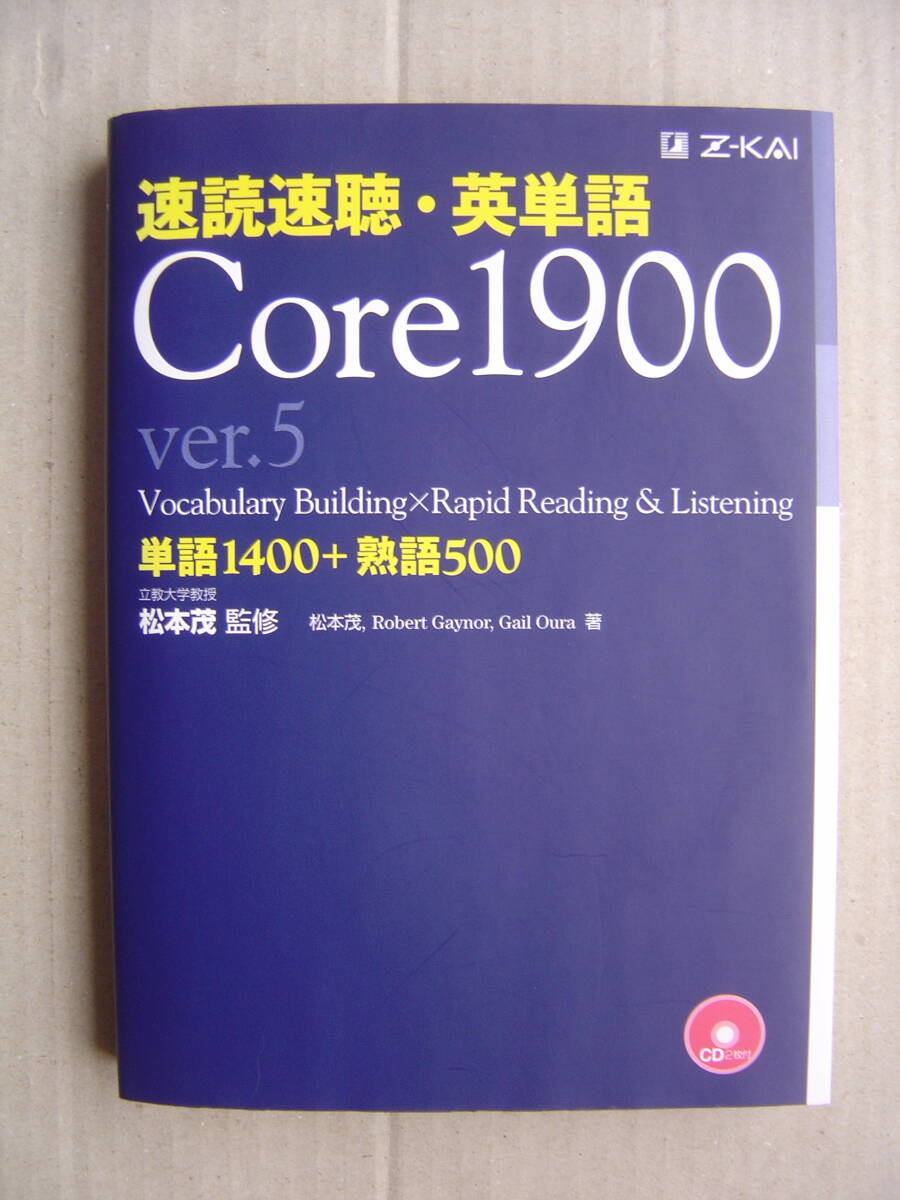 Z-KAI
速読速聴・英単語
Core1900
ver.5
Vocabulary Building×Rapid Reading & Listening
単語1400+熟語500
立教大学教授
松本茂 監修 松本茂, Robert Gaynor, Gail Oura 著
CD2枚付